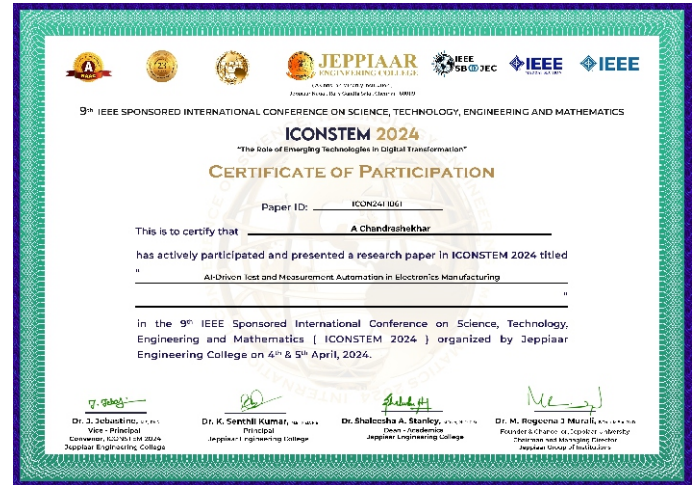 JEPPIAAR
ENGINEERING COLLEGE
IEEE
SB JEC
IEEE
IEEE
9th IEEE SPONSORED INTERNATIONAL CONFERENCE ON SCIENCE, TECHNOLOGY, ENGINEERING AND MATHEMATICS
ICONSTEM 2024
"The Role of Emerging Technologies in Digital Transformation"
CERTIFICATE OF PARTICIPATION
Paper ID:
This is to certify that A Chandrashekhar
has actively participated and presented a research paper in ICONSTEM 2024 titled
"
AI-Driven Test and Measurement Automation in Electronics Manufacturing
"
in the 9th IEEE Sponsored International Conference on Science, Technology,
Engineering and Mathematics ( ICONSTEM 2024 ) organized by Jeppiaar
Engineering College on 4th & 5th April, 2024.
Dr. J. Jebastine,
Vice - Principal
Convenor, ICONSTEM 2024
Jeppiaar Engineering College
Dr. K. Senthil Kumar,
Principal
Jeppiaar Engineering College
Dr. Shaleesha A. Stanley,
Dean - Academics
Jeppiaar Engineering College
Dr. M. Regeena J Murali,
Founder & Chancellor, Jeppiaar University
Chairman and Managing Director
Jeppiaar Group of Institutions